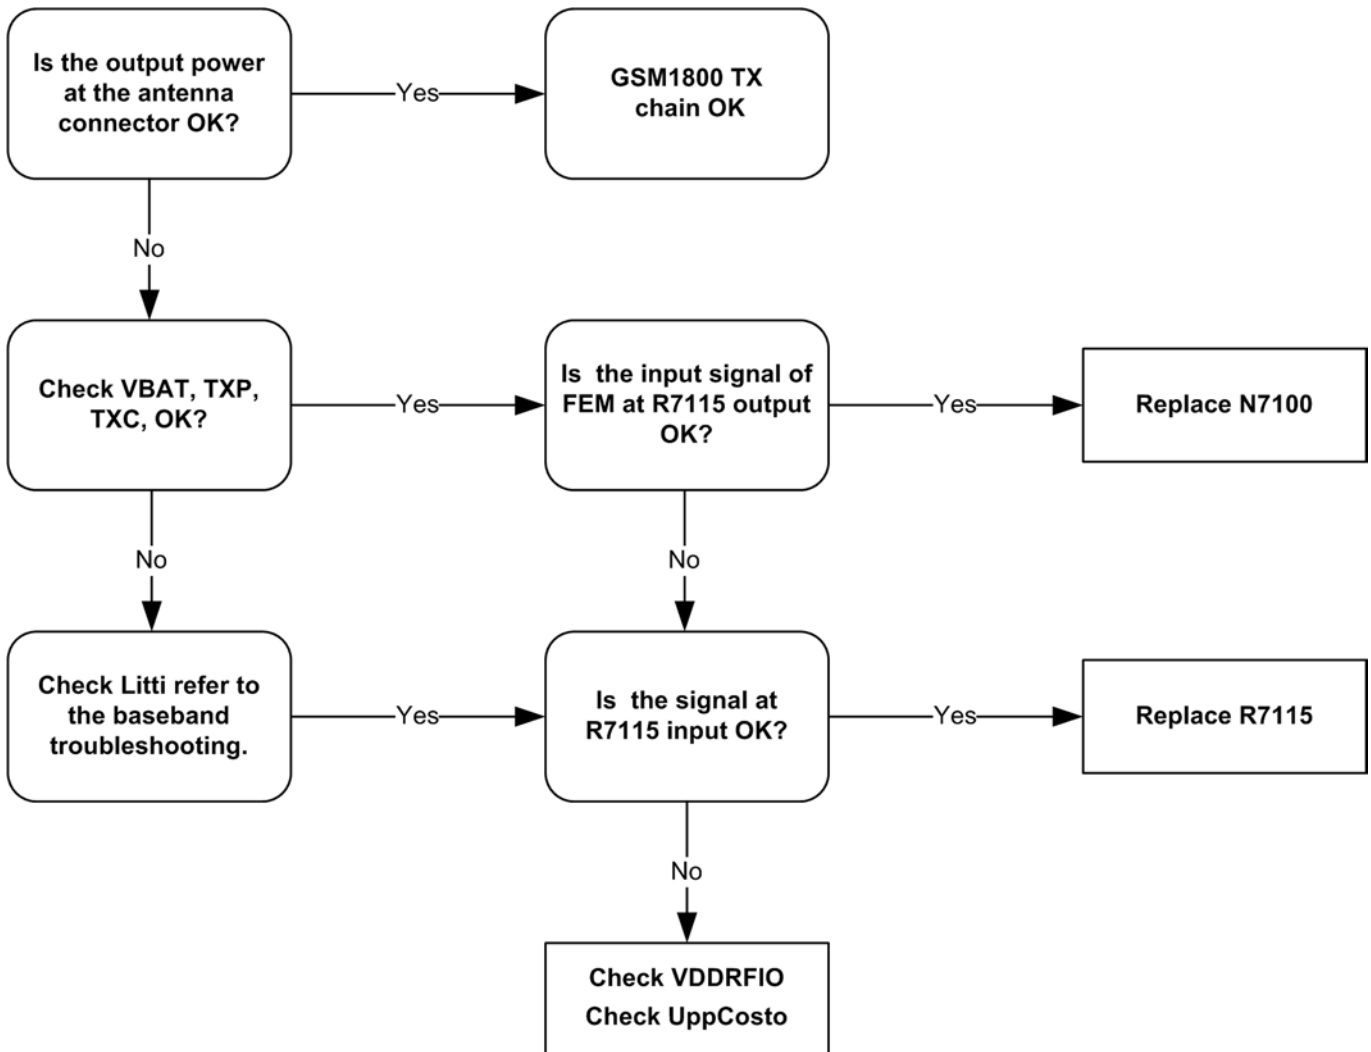 Is the output power
at the antenna
connector OK?
Yes
GSM1800 TX
chain OK
No
Check VBAT, TXP,
TXC, OK?
Yes
Is the input signal of
FEM at R7115 output
OK?
Yes
Replace N7100
No
No
Check Litti refer to
the baseband
troubleshooting.
Yes
Is the signal at
R7115 input OK?
Yes
Replace R7115
No
Check VDDRFIO
Check UppCosto